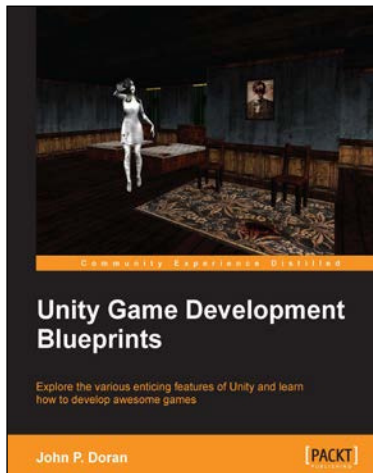 Community Experience Distilled
Unity Game Development
Blueprints
Explore the various enticing features of Unity and learn
how to develop awesome games
John P. Doran
[PACKT]
PUBLISHING